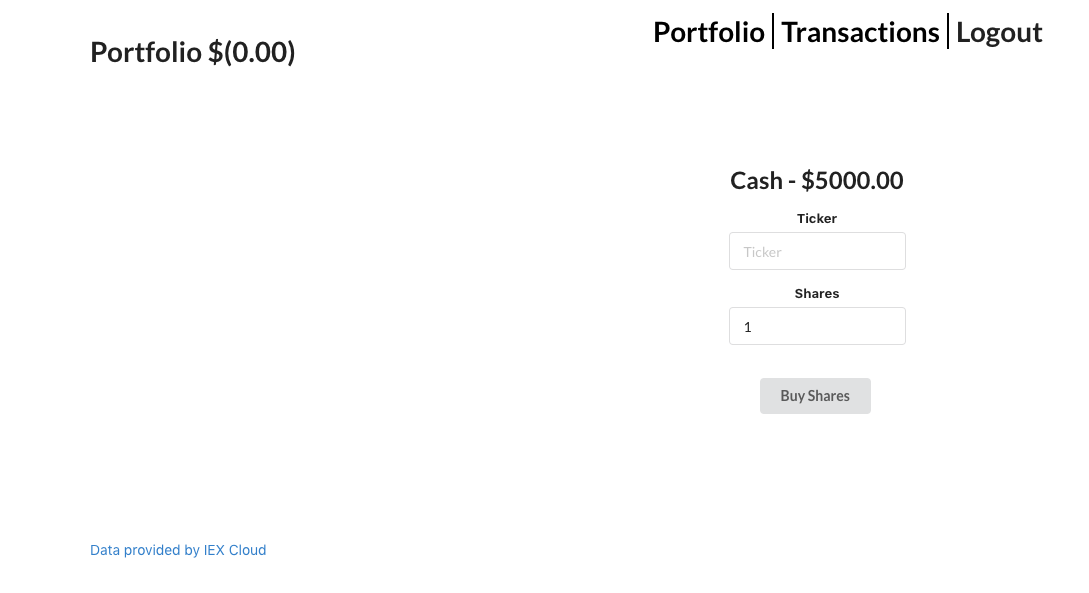 Portfolio Transactions Logout
Portfolio $(0.00)
Cash - $5000.00
Ticker
Ticker
Shares
1
Buy Shares
Data provided by IEX Cloud